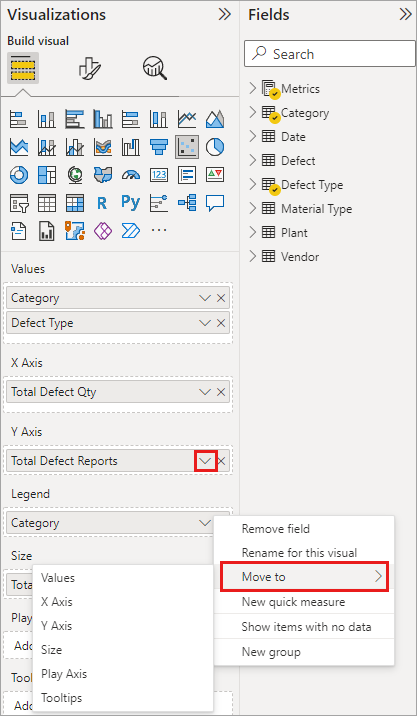 Visualizations
Build visual
R
Py
123
Values
Category
Defect Type
X Axis
Total Defect Qty
Y Axis
Total Defect Reports
Legend
Category
Size
Play
Add
Tool
Add
Remove field
Rename for this visual
Move to
New quick measure
Show items with no data
New group
Values
X Axis
Y Axis
Size
Play Axis
Tooltips
Fields
Search
Metrics
Category
Date
Defect
Defect Type
Material Type
Plant
Vendor